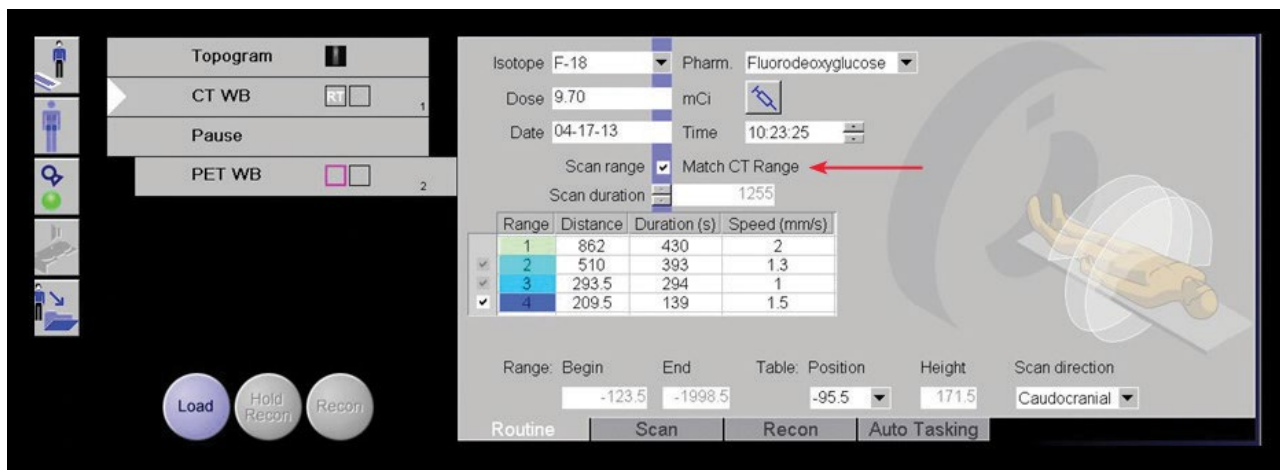 Topogram
CT WB RT 1
Pause
PET WB 2
Load
Hold
Recon
Recon
Isotope F-18 Pharm. Fluorodeoxyglucose
Dose 9.70 mCi
Date 04-17-13 Time 10:23:25
Scan range Match CT Range
Scan duration 1255
Range Distance Duration (s) Speed (mm/s)
1 862 430 2
2 510 393 1.3
3 293.5 294 1
4 209.5 139 1.5
Range: Begin End Table: Position Height Scan direction
-123.5 -1998.5 -95.5 171.5 Caudocranial
Routine Scan Recon Auto Tasking